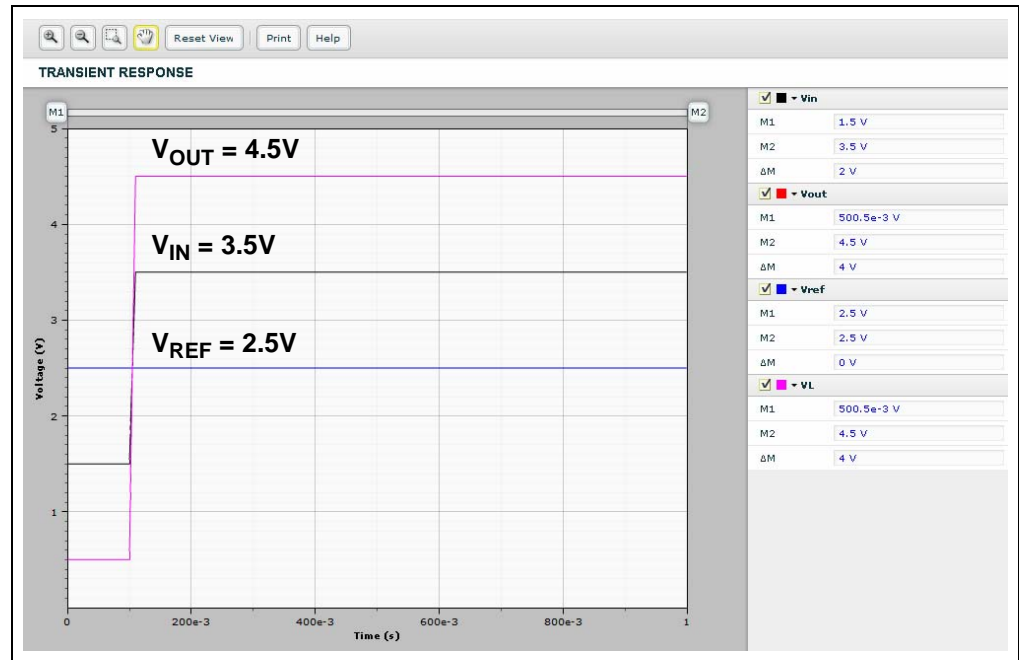 Reset View Print Help
TRANSIENT RESPONSE
M1
M2
V_OUT = 4.5V
V_IN = 3.5V
V_REF = 2.5V
5
4
3
2
1
Voltage (V)
0
200e-3
400e-3
600e-3
800e-3
1
Time (s)
Vin
M1 1.5 V
M2 3.5 V
ΔM 2 V
Vout
M1 500.5e-3 V
M2 4.5 V
ΔM 4 V
Vref
M1 2.5 V
M2 2.5 V
ΔM 0 V
VL
M1 500.5e-3 V
M2 4.5 V
ΔM 4 V